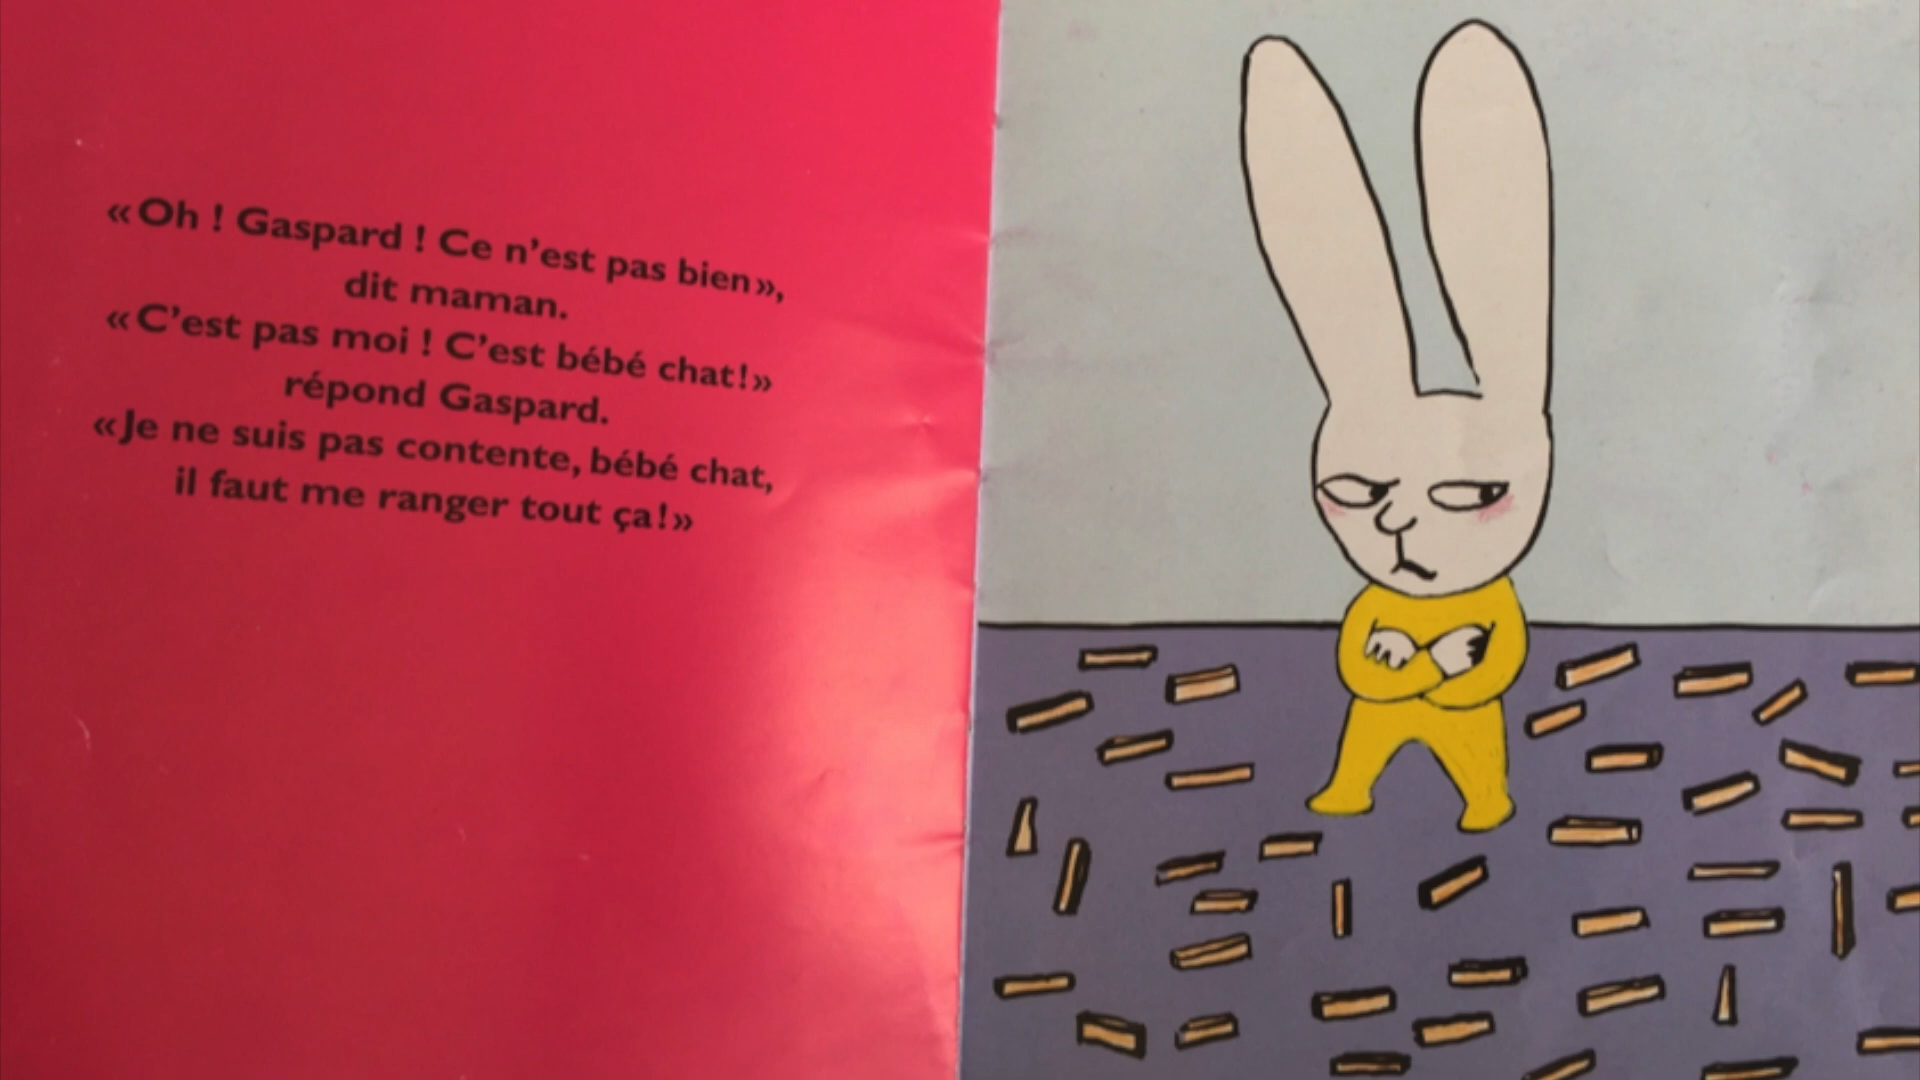 «Oh ! Gaspard ! Ce n’est pas bien»,
dit maman.
«C’est pas moi ! C’est bébé chat!»
répond Gaspard.
«Je ne suis pas contente, bébé chat,
il faut me ranger tout ça!»